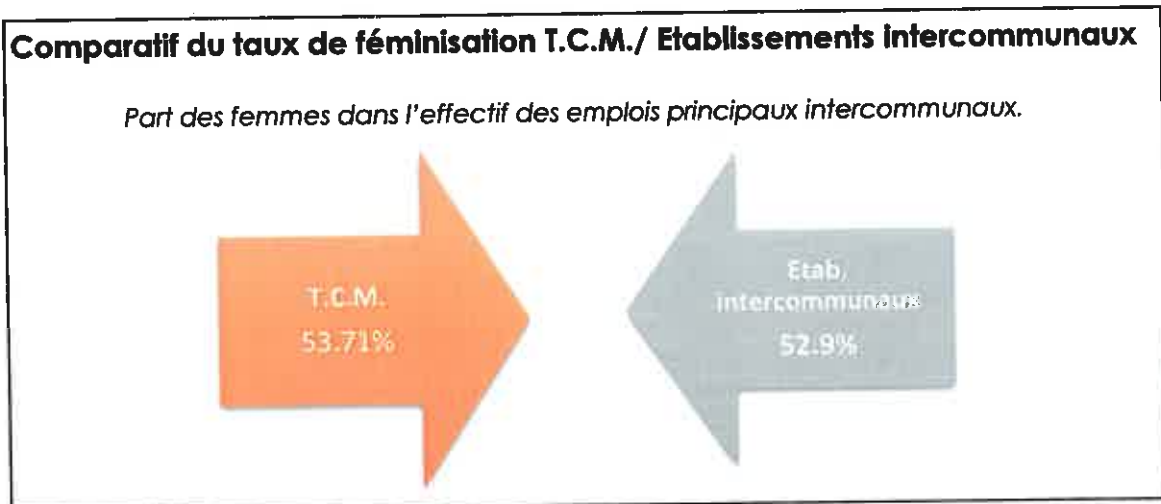 Comparatif du taux de féminisation T.C.M./ Etablissements intercommunaux
Part des femmes dans l'effectif des emplois principaux intercommunaux.
T.C.M.
53.71%
Etab.
intercommunaux
52.9%